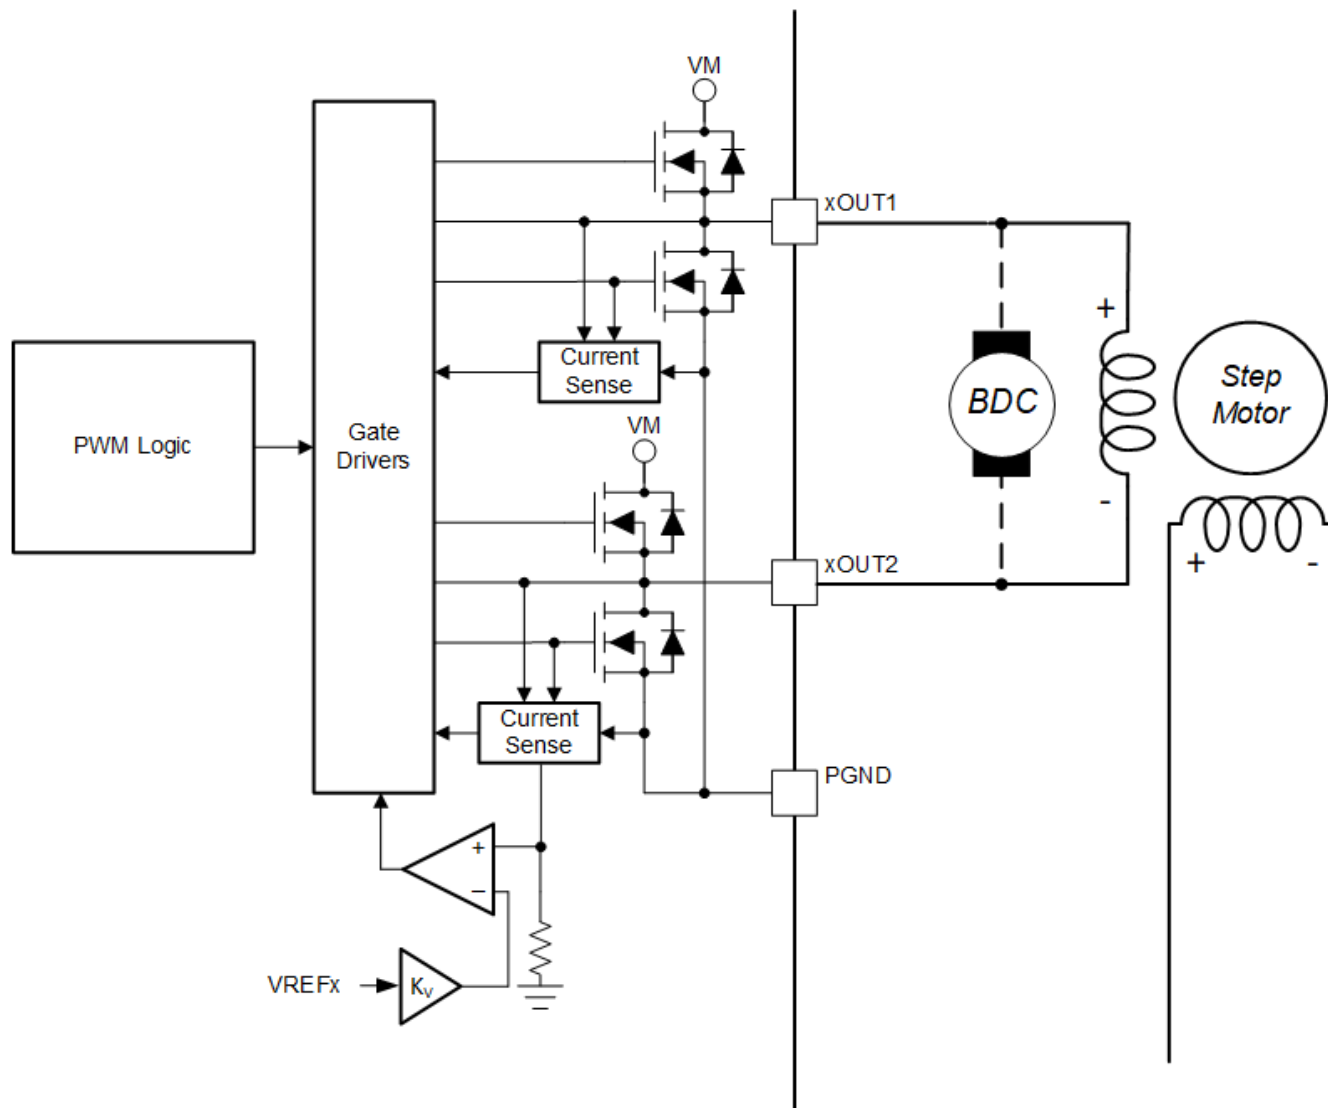 VM
xOUT1
Current
Sense
+
Step
Motor
BDC
PWM Logic
Gate
Drivers
VM
-
xOUT2
+
-
Current
Sense
PGND
+
–
VREFx
Kv